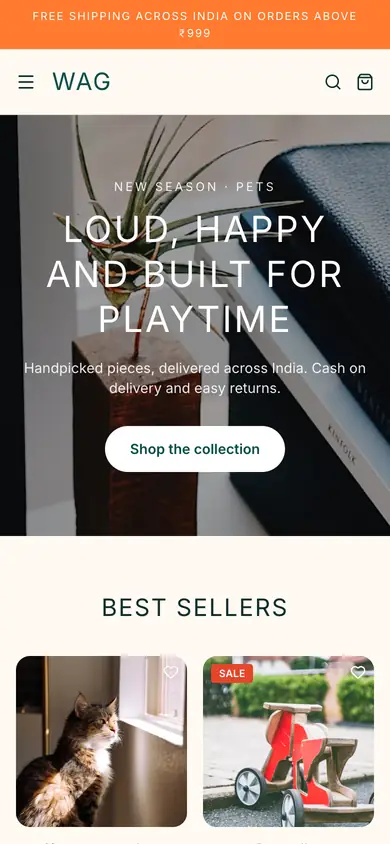 FREE SHIPPING ACROSS INDIA ON ORDERS ABOVE
₹999
WAG
NEW SEASON · PETS
LOUD, HAPPY
AND BUILT FOR
PLAYTIME
Handpicked pieces, delivered across India. Cash on
delivery and easy returns.
Shop the collection
KINFOLK
BEST SELLERS
SALE